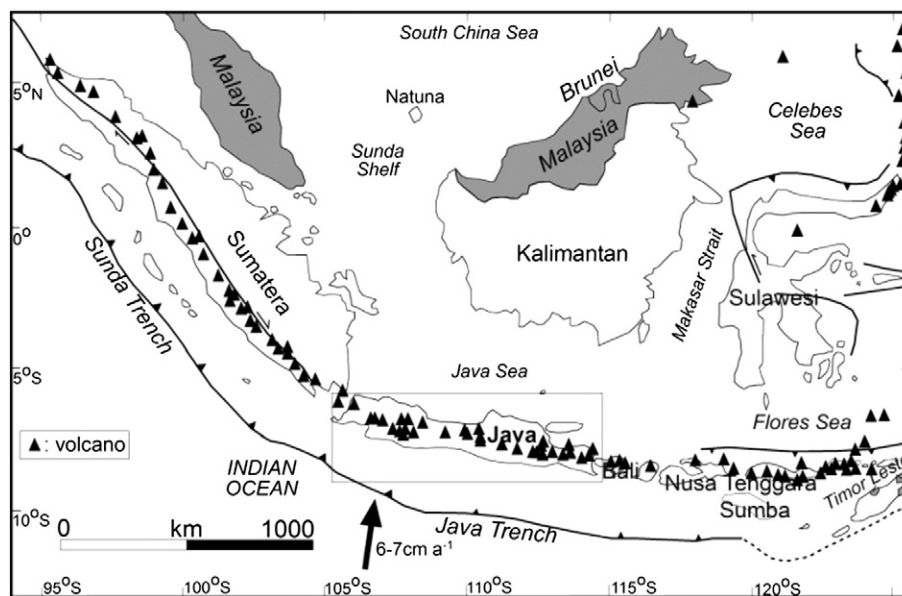 South China Sea
5°N
Malaysia
Brunei
Natuna
Celebes
Sea
Sunda
Shelf
Malaysia
0°
Sumatera
Kalimantan
Makasar Strait
Sunda Trench
Sulawesi
5°S
Java Sea
Flores Sea
▲ : volcano
Java
INDIAN
OCEAN
Bali
Nusa Tenggara
Timor Leste
Sumba
10°S
0 km 1000
Java Trench
6-7cm a⁻¹
95°S 100°S 105°S 110°S 115°S 120°S